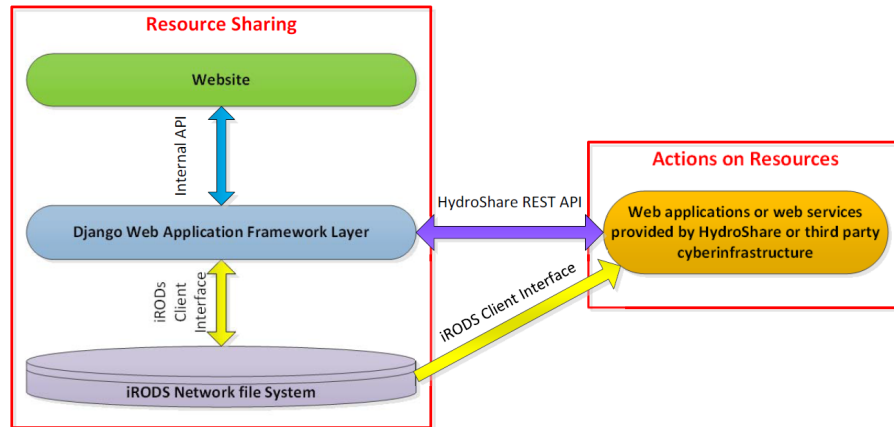 Resource Sharing
Website
Internal API
Django Web Application Framework Layer
iRODs
Client
Interface
iRODS Network file System
HydroShare REST API
iRODS Client Interface
Actions on Resources
Web applications or web services
provided by HydroShare or third party
cyberinfrastructure